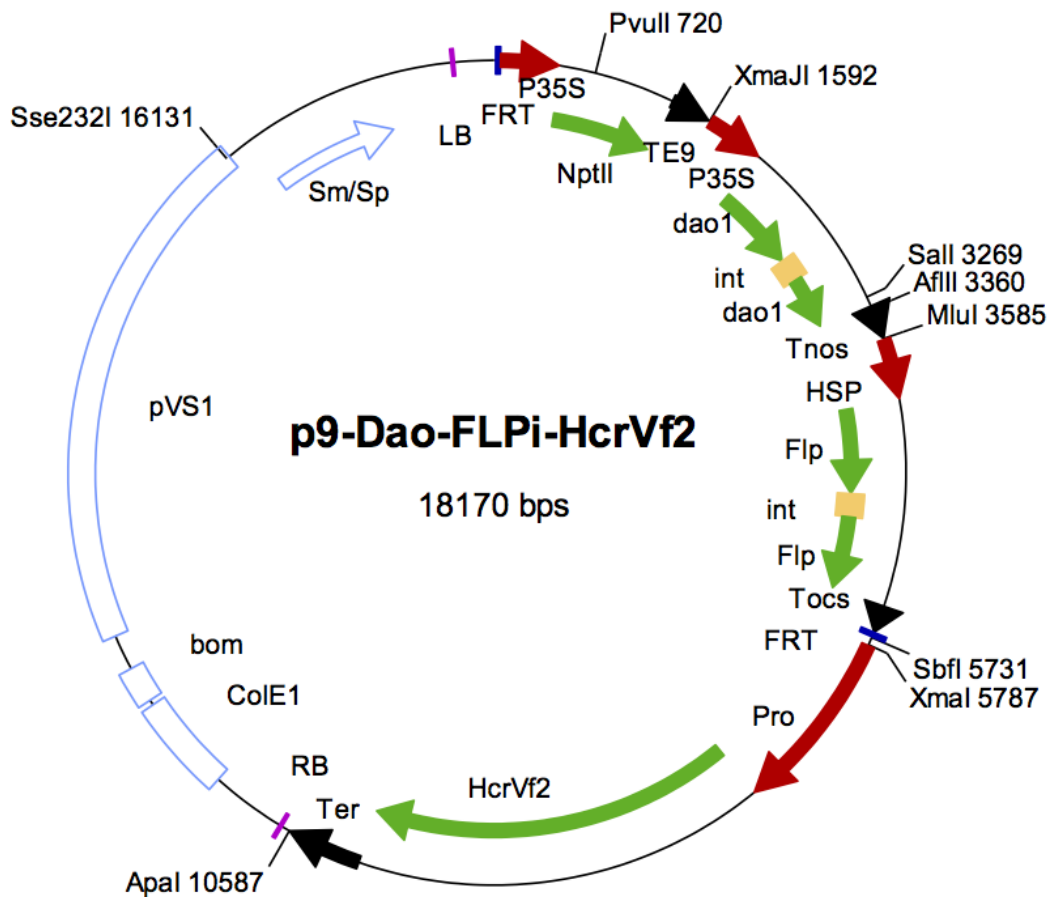 PvuII 720
P35S
XmaJI 1592
Sse232I 16131
FRT
LB
TE9
NptII
P35S
Sm/Sp
dao1
SalI 3269
int
AflII 3360
dao1
MluI 3585
Tnos
HSP
pVS1
p9-Dao-FLPi-HcrVf2
Flp
18170 bps
int
Flp
Tocs
FRT
bom
SbfI 5731
ColE1
XmaI 5787
Pro
RB
HcrVf2
Ter
ApaI 10587